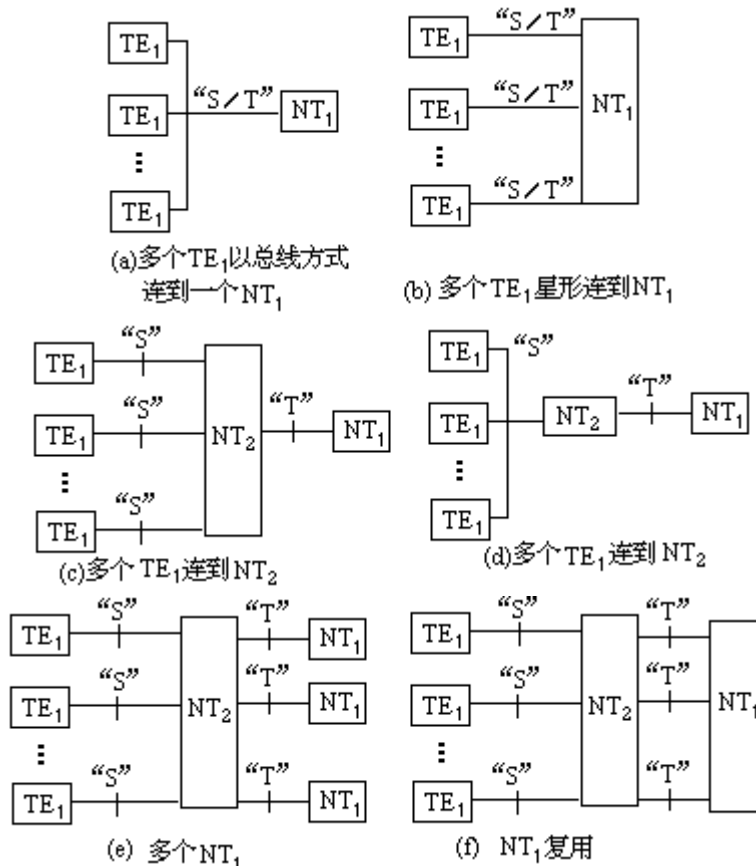 TE₁ “S/T”
TE₁ “S/T” NT₁
TE₁ “S/T” NT₁
TE₁
TE₁ “S/T”
(a)多个TE₁以总线方式
连到一个NT₁
(b) 多个TE₁星形连到NT₁
TE₁ “S”
TE₁ “S” NT₂ “T” NT₁
TE₁ “S”
(c)多个TE₁连到NT₂
TE₁ “S”
TE₁ NT₂ “T” NT₁
TE₁
(d)多个TE₁连到NT₂
TE₁ “S” “T” NT₁
TE₁ “S” NT₂ “T” NT₁
TE₁ “S” “T” NT₁
(e) 多个NT₁
TE₁ “S” “T”
TE₁ “S” NT₂ “T” NT₁
TE₁ “S” “T”
(f) NT₁复用